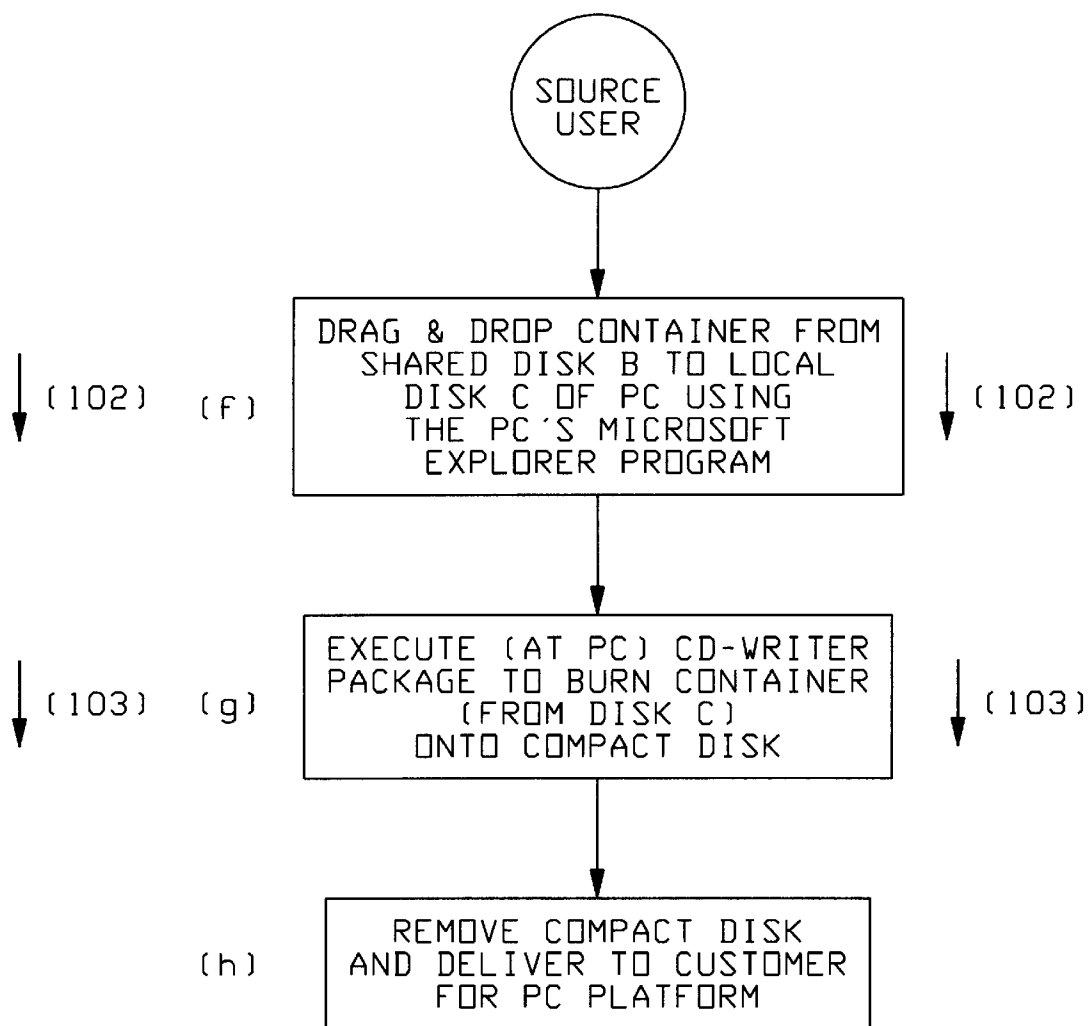 SOURCE
USER
DRAG & DROP CONTAINER FROM
SHARED DISK B TO LOCAL
DISK C OF PC USING
THE PC'S MICROSOFT
EXPLORER PROGRAM
(102)
(f)
(102)
EXECUTE (AT PC) CD-WRITER
PACKAGE TO BURN CONTAINER
(FROM DISK C)
ONTO COMPACT DISK
(103)
(g)
(103)
REMOVE COMPACT DISK
AND DELIVER TO CUSTOMER
FOR PC PLATFORM
(h)